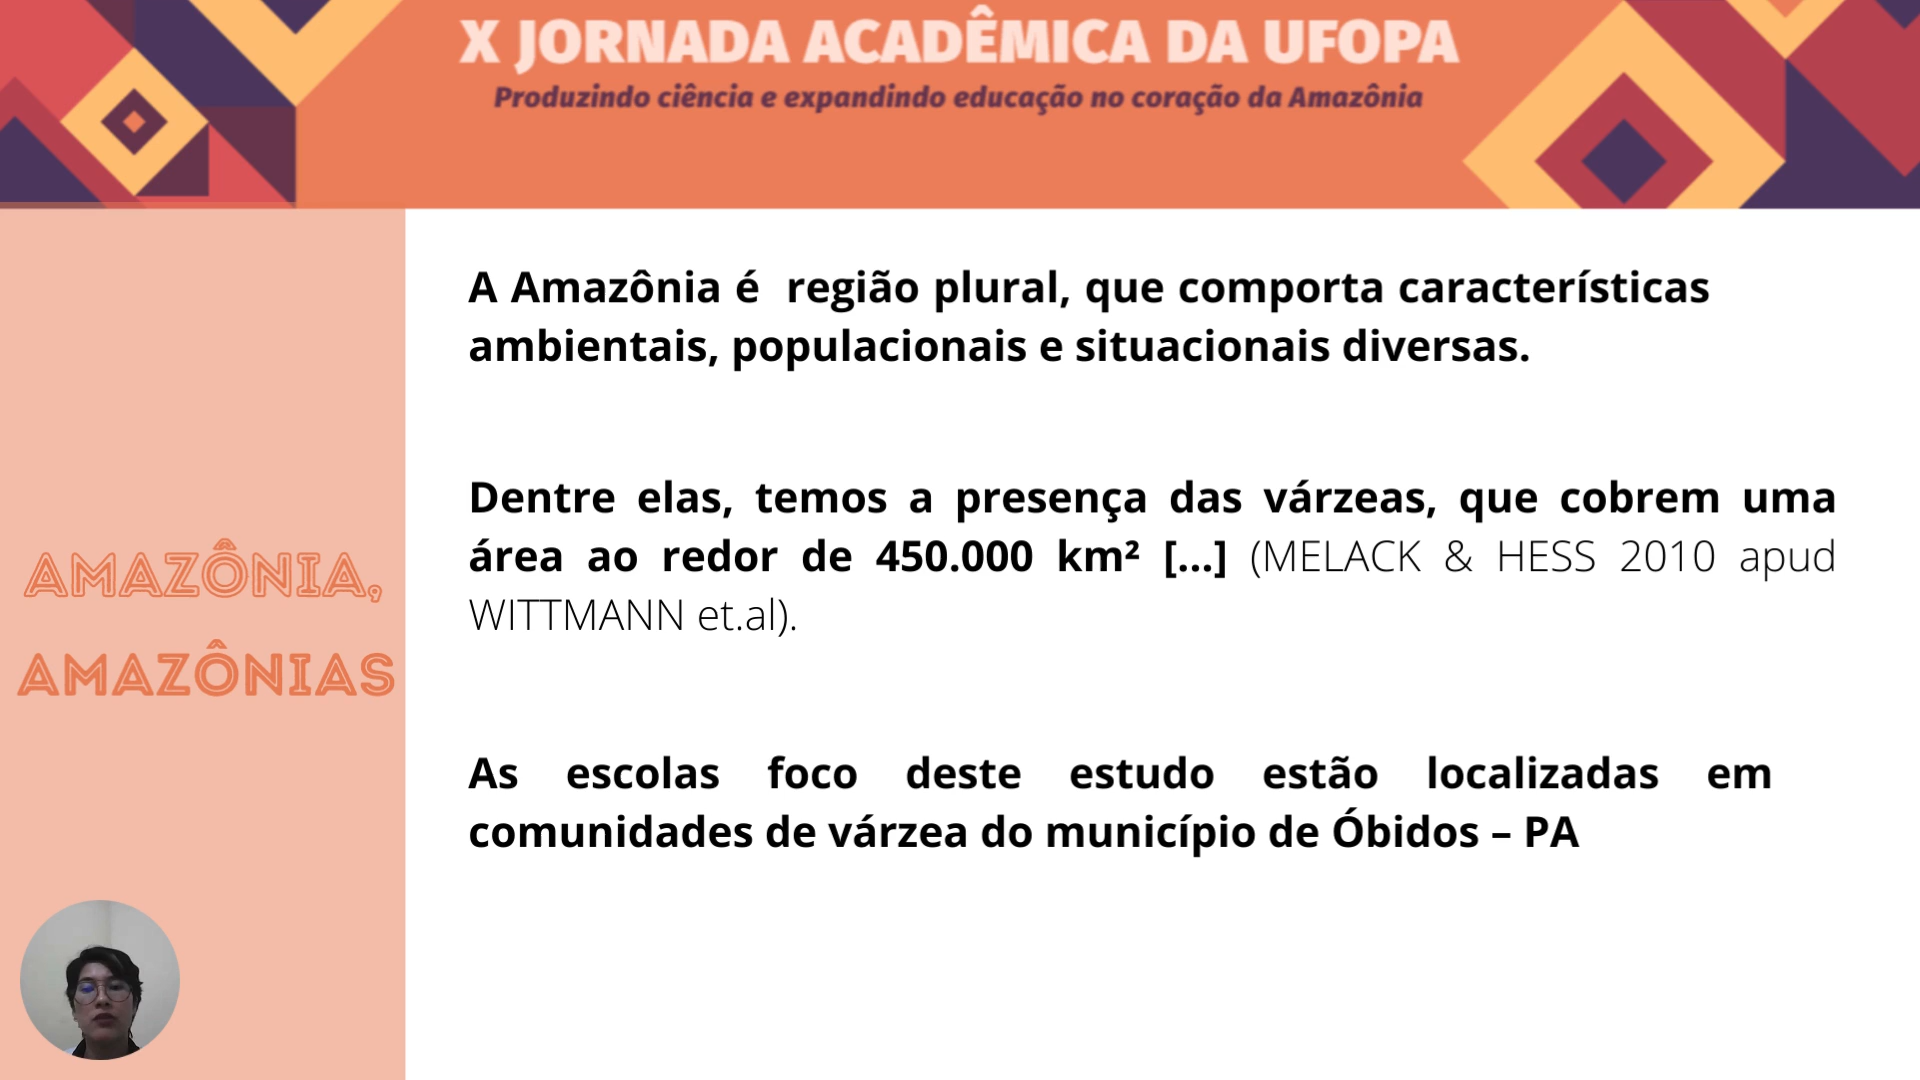 X JORNADA ACADÊMICA DA UFOPA
Produzindo ciência e expandindo educação no coração da Amazônia
A Amazônia é  região plural, que comporta características
ambientais, populacionais e situacionais diversas.
Dentre elas, temos a presença das várzeas, que cobrem uma
área ao redor de 450.000 km² [...] (MELACK & HESS 2010 apud
WITTMANN et.al).
AMAZÔNIA,
AMAZÔNIAS
As escolas foco deste estudo estão localizadas em
comunidades de várzea do município de Óbidos – PA